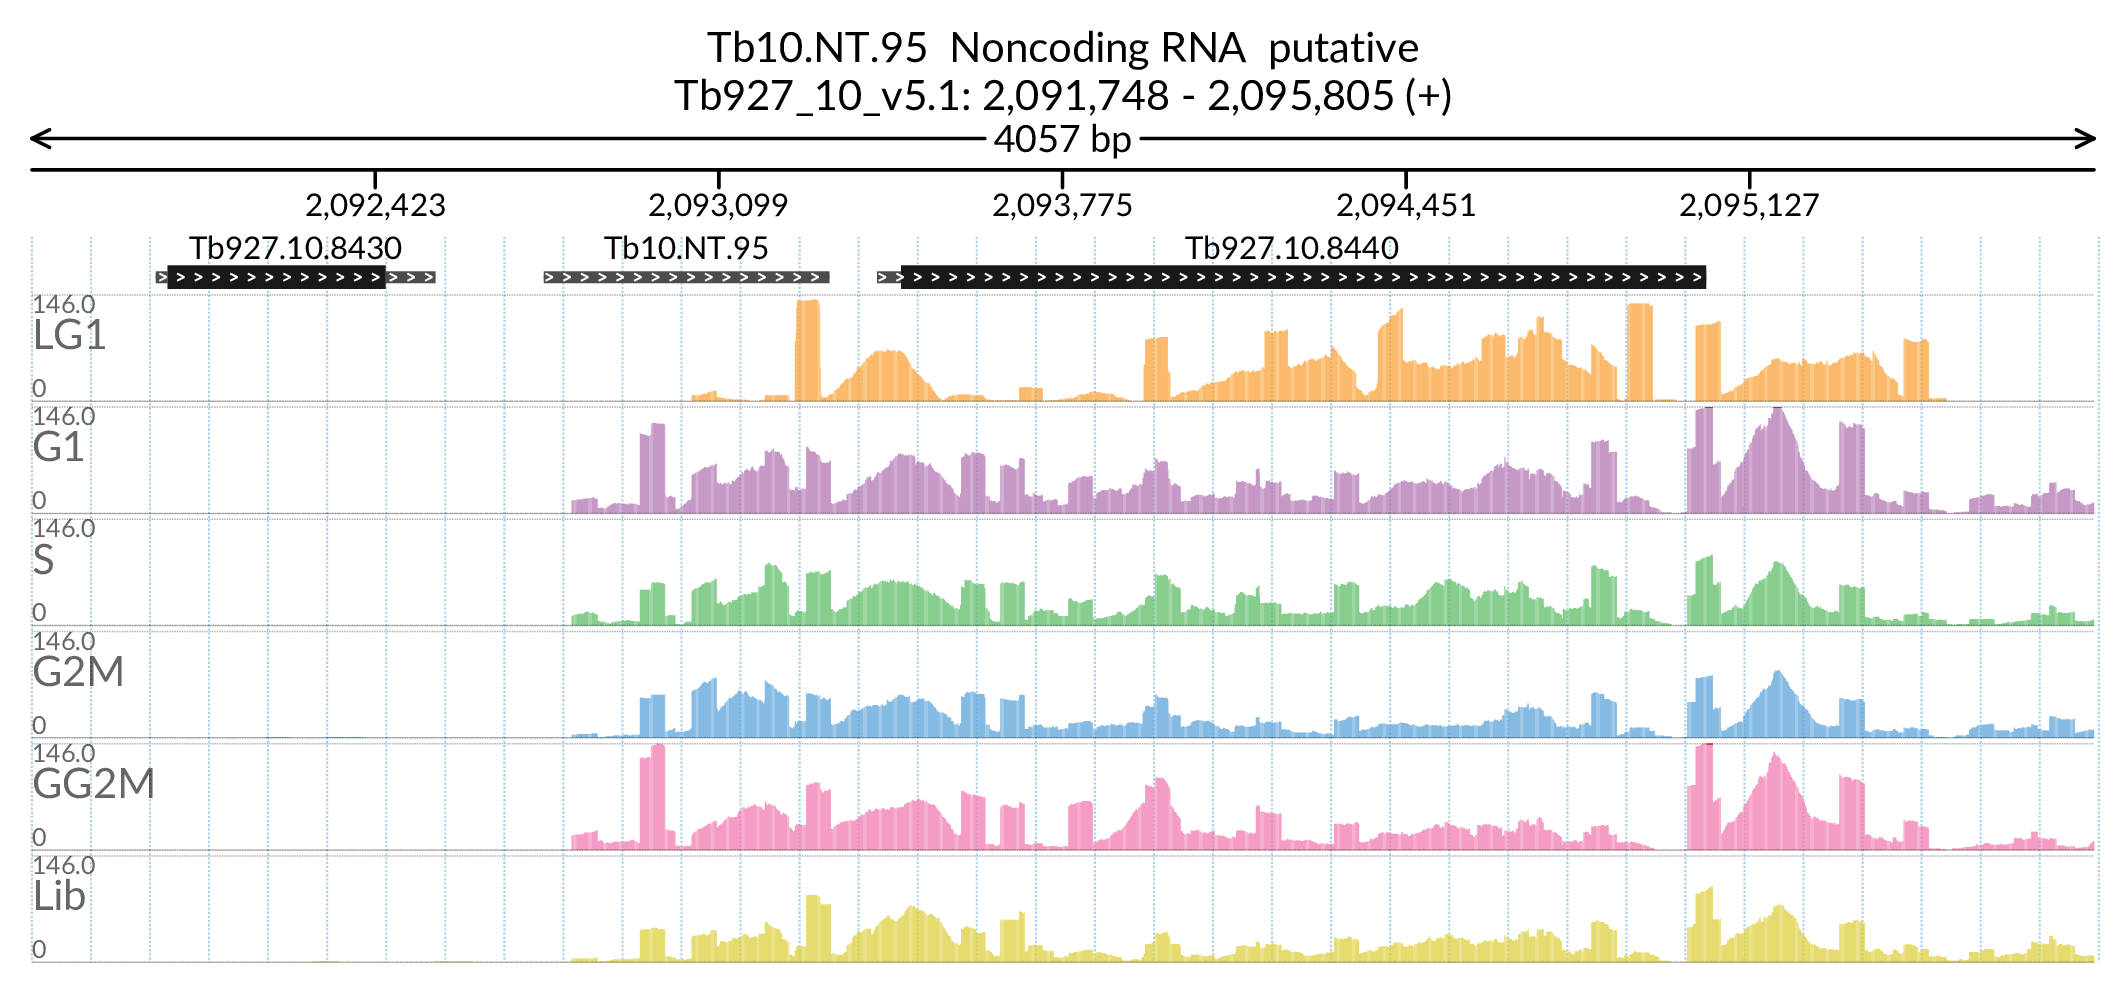 Tb10.NT.95 Noncoding RNA putative
Tb927_10_v5.1: 2,091,748 - 2,095,805 (+)
4057 bp
2,092,423 2,093,099 2,093,775 2,094,451 2,095,127
Tb927.10.8430 Tb10.NT.95 Tb927.10.8440
146.0
LG1
0
146.0
G1
0
146.0
S
0
146.0
G2M
0
146.0
GG2M
0
146.0
Lib
0